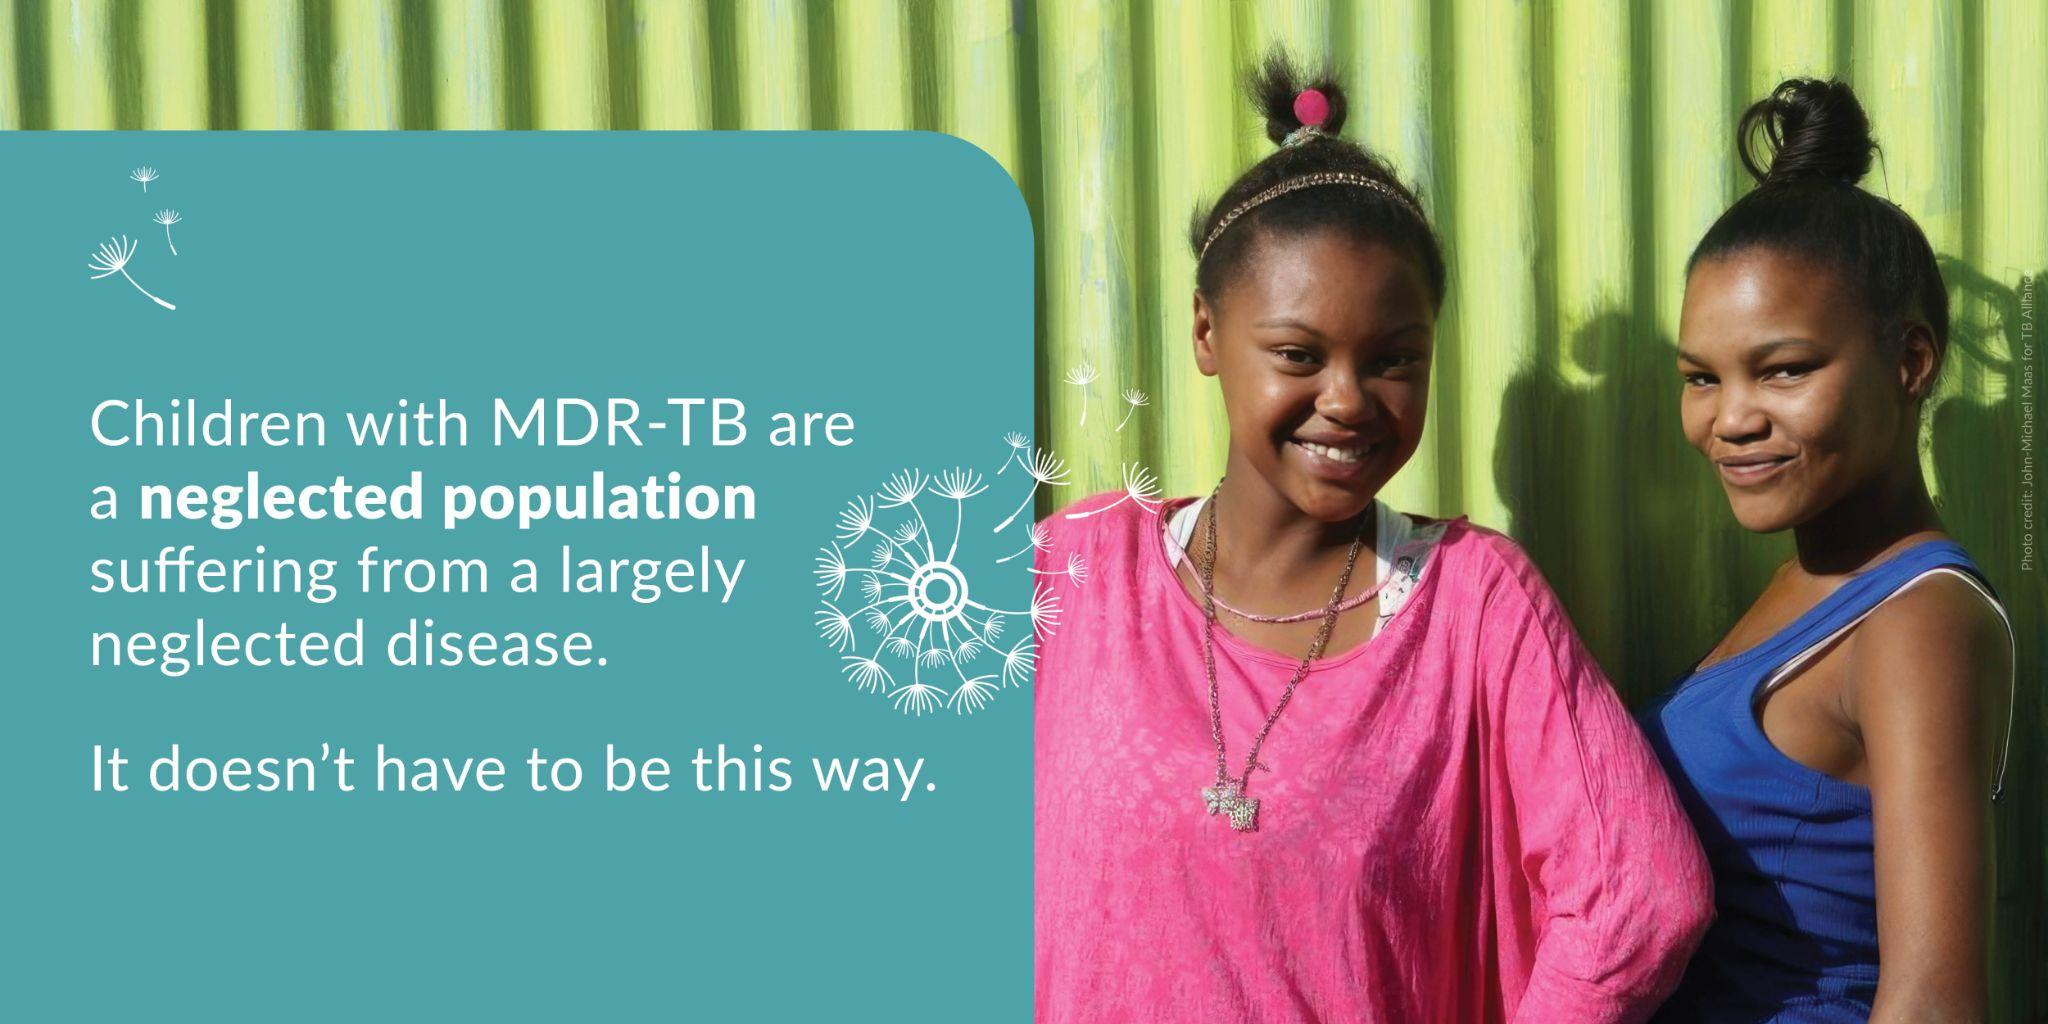 Children with MDR-TB are
a neglected population
suffering from a largely
neglected disease.
It doesn’t have to be this way.
Photo credit: John-Michael Maas for TB Alliance